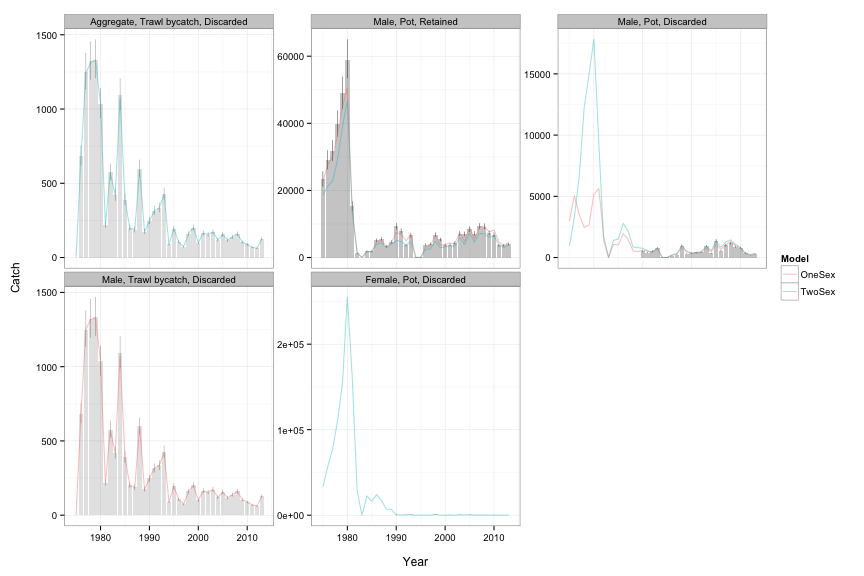 Aggregate, Trawl bycatch, Discarded
Male, Pot, Retained
Male, Pot, Discarded
1500
1000
500
0
60000
40000
20000
0
15000
10000
5000
0
Catch
Model
OneSex
TwoSex
Male, Trawl bycatch, Discarded
Female, Pot, Discarded
1500
1000
500
0
2e+05
1e+05
0e+00
1980 1990 2000 2010
1980 1990 2000 2010
Year